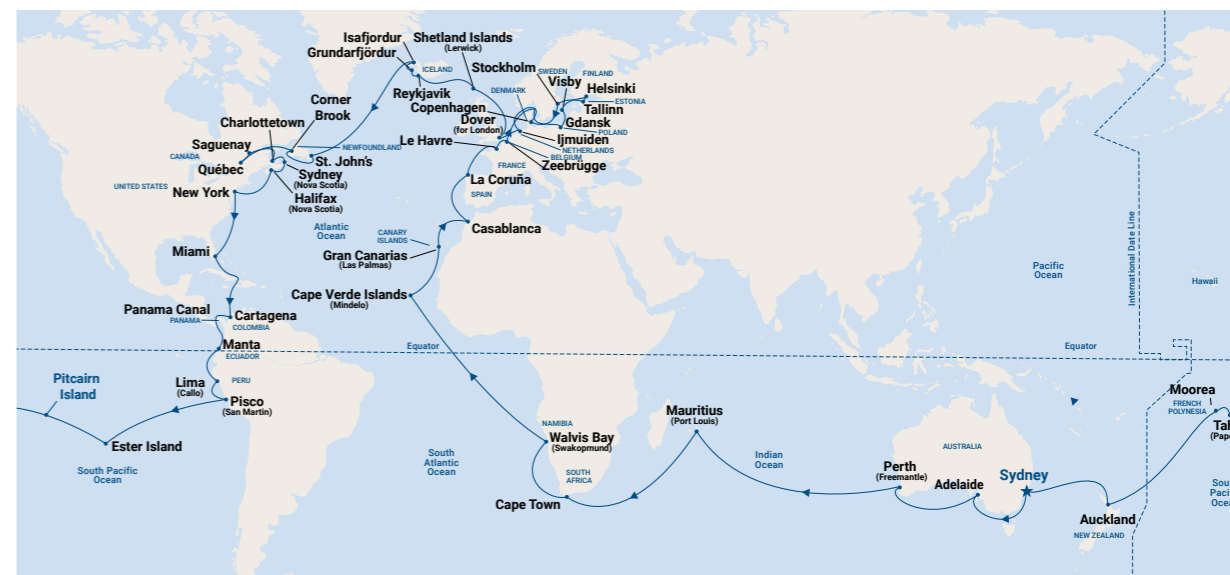 Isafjordur
Grundarfjördur
ICELAND
Reykjavik
Shetland Islands
(Lerwick)
Stockholm
SWEDEN
FINLAND
Visby
Helsinki
DENMARK
ESTONIA
Copenhagen
Tallinn
Gdansk
POLAND
Dover
(for London)
Ijmuiden
NETHERLANDS
Le Havre
BELGIUM
Zeebrügge
FRANCE
Corner
Brook
Charlottetown
Saguenay
NEWFOUNDLAND
CANADA
Québec
St. John's
Sydney
(Nova Scotia)
UNITED STATES
New York
Halifax
(Nova Scotia)
La Coruña
SPAIN
Atlantic
Ocean
Casablanca
CANARY
ISLANDS
Gran Canarias
(Las Palmas)
Miami
Cape Verde Islands
(Mindelo)
Panama Canal
PANAMA
Cartagena
COLOMBIA
Manta
ECUADOR
Equator
Lima
(Callo)
PERU
Pisco
(San Martin)
Pitcairn
Island
Ester Island
South Pacific
Ocean
South
Atlantic
Ocean
NAMIBIA
Walvis Bay
(Swakopmund)
SOUTH
AFRICA
Cape Town
Mauritius
(Port Louis)
Indian
Ocean
Perth
(Freemantle)
AUSTRALIA
Adelaide
Sydney
Auckland
NEW ZEALAND
Pacific
Ocean
International Date Line
Hawaii
Equator
Moorea
FRENCH
POLYNESIA